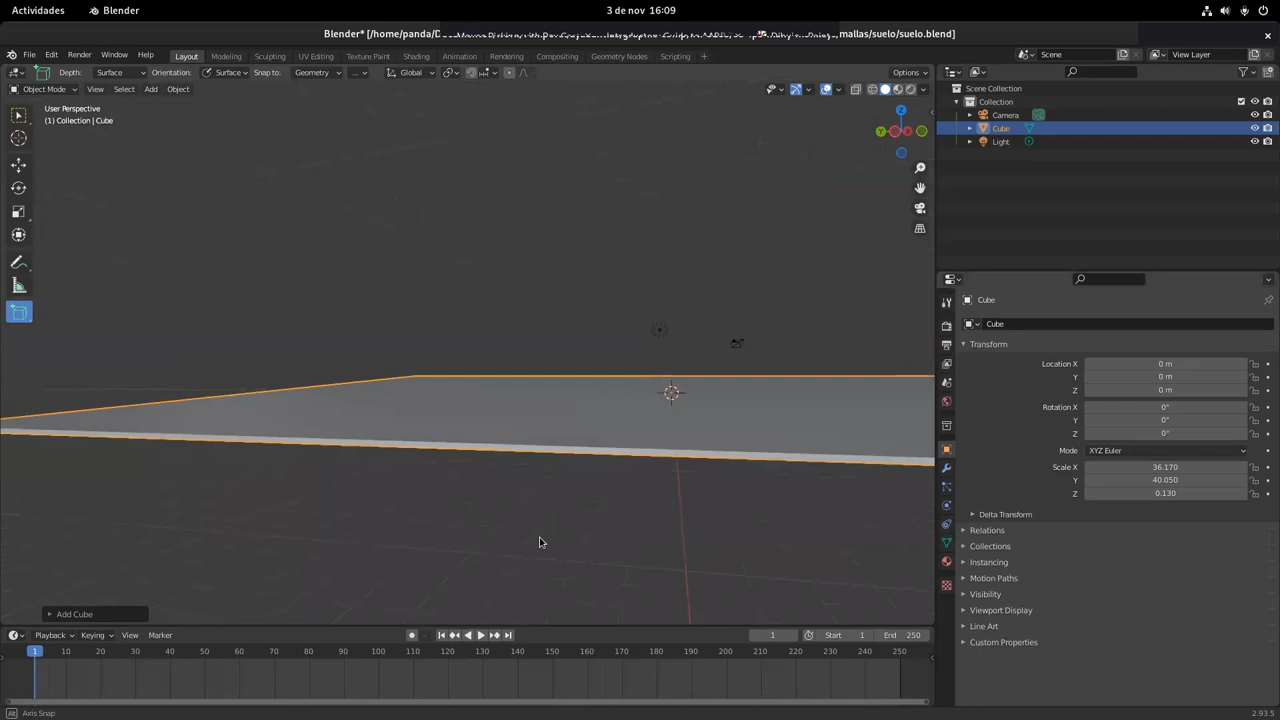 Actividades Blender 3 de nov 16:09
Blender* [/home/panda/D mallas/suelo/suelo.blend]
File Edit Render Window Help Layout Modeling Sculpting UV Editing Texture Paint Shading Animation Rendering Compositing Geometry Nodes Scripting Scene View Layer
Depth: Surface Orientation: Surface Snap to: Geometry ... Global Options
Object Mode View Select Add Object
User Perspective
(1) Collection | Cube
Z
Y
X
Scene Collection
Collection
Camera
Cube
Light
Cube
Cube
Transform
Location X 0 m
Y 0 m
Z 0 m
Rotation X 0°
Y 0°
Z 0°
Mode XYZ Euler
Scale X 36.170
Y 40.050
Z 0.130
Delta Transform
Relations
Collections
Instancing
Motion Paths
Visibility
Viewport Display
Line Art
Custom Properties
Add Cube
Playback Keying View Marker 1 Start 1 End 250
1 10 20 30 40 50 60 70 80 90 100 110 120 130 140 150 160 170 180 190 200 210 220 230 240 250
Alt Axis Snap 2.93.5